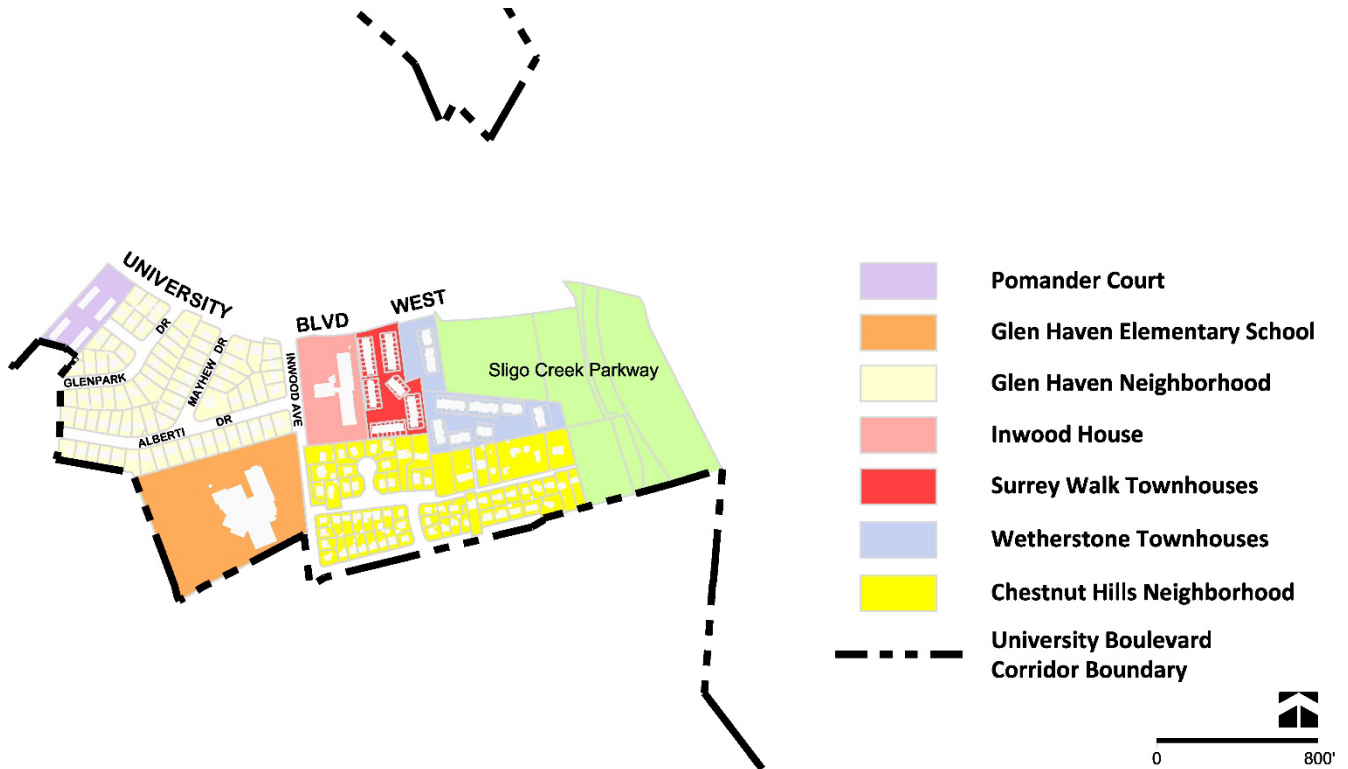 UNIVERSITY
BLVD
WEST
DR
GLENPARK
MAYHEW DR
INWOOD AVE
ALBERTI DR
Sligo Creek Parkway
Pomander Court
Glen Haven Elementary School
Glen Haven Neighborhood
Inwood House
Surrey Walk Townhouses
Wetherstone Townhouses
Chestnut Hills Neighborhood
University Boulevard
Corridor Boundary
0 800'